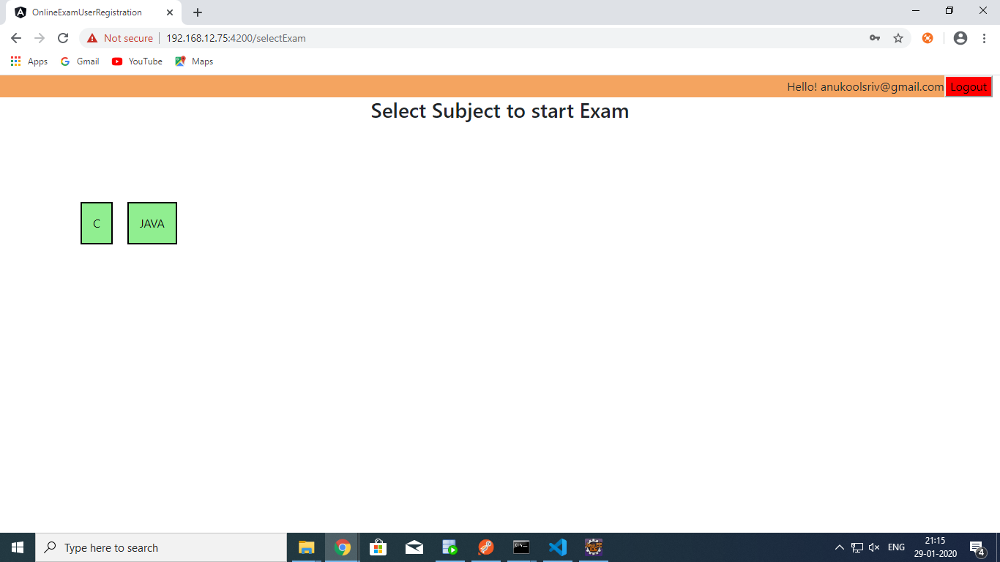 OnlineExamUserRegistration
Not secure 192.168.12.75:4200/selectExam
Apps Gmail YouTube Maps
Hello! anukoolsriv@gmail.com Logout
Select Subject to start Exam
C JAVA
Type here to search
ENG
21:15
29-01-2020
4